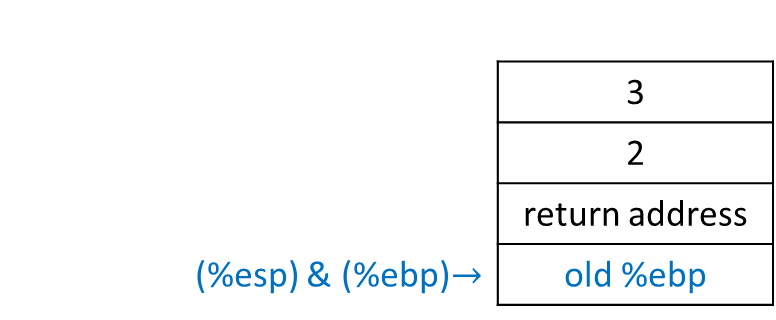 3
2
return address
(%esp) & (%ebp)→ old %ebp